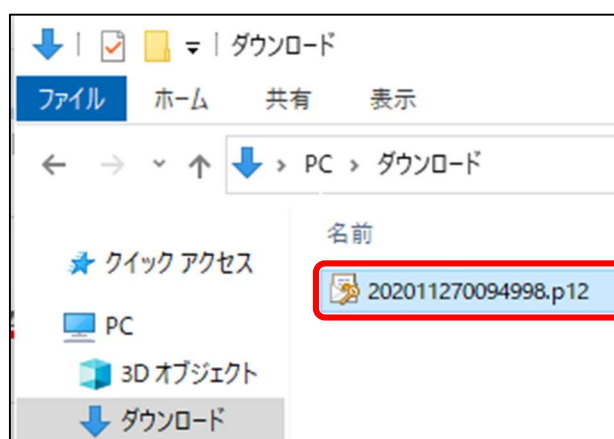 ダウンロード
ファイル ホーム 共有 表示
PC ダウンロード
名前
クイック アクセス
202011270094998.p12
PC
3D オブジェクト
ダウンロード